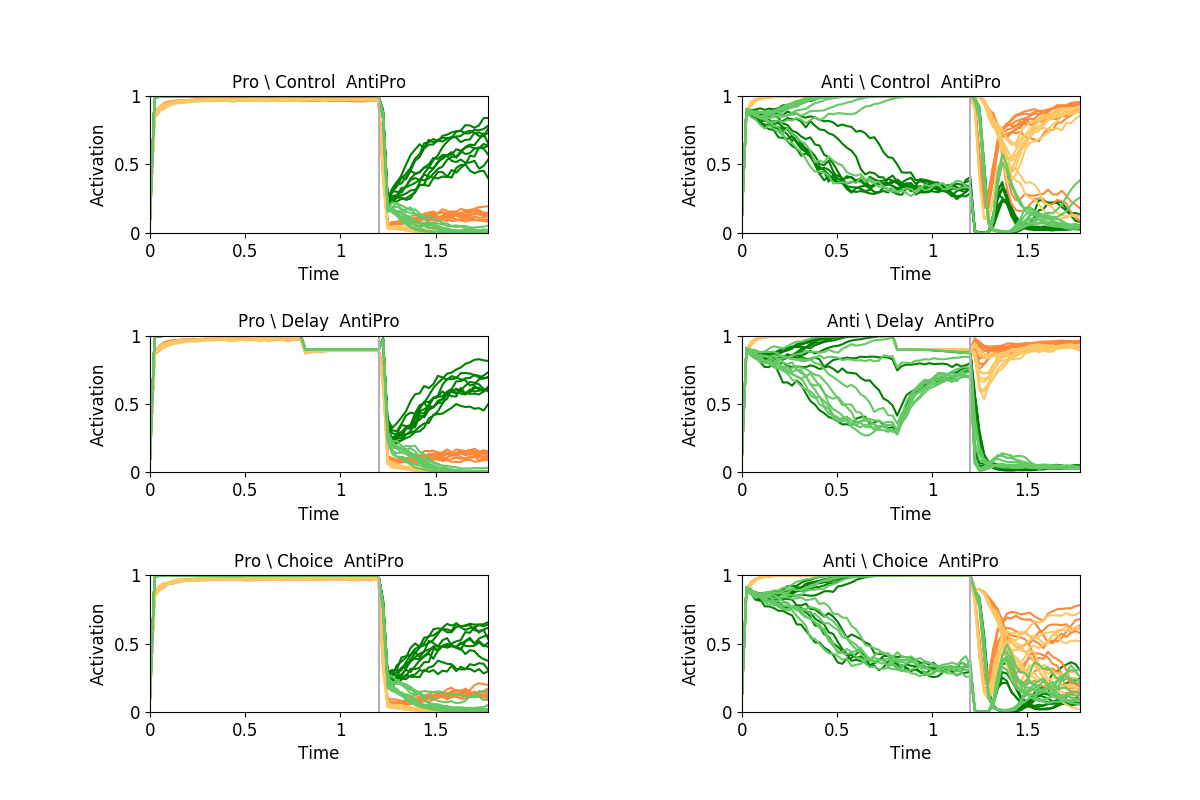 Pro \ Control  AntiPro
1
0.5
0
Activation
0 0.5 1 1.5
Time
Anti \ Control  AntiPro
1
0.5
0
Activation
0 0.5 1 1.5
Time
Pro \ Delay  AntiPro
1
0.5
0
Activation
0 0.5 1 1.5
Time
Anti \ Delay  AntiPro
1
0.5
0
Activation
0 0.5 1 1.5
Time
Pro \ Choice  AntiPro
1
0.5
0
Activation
0 0.5 1 1.5
Time
Anti \ Choice  AntiPro
1
0.5
0
Activation
0 0.5 1 1.5
Time